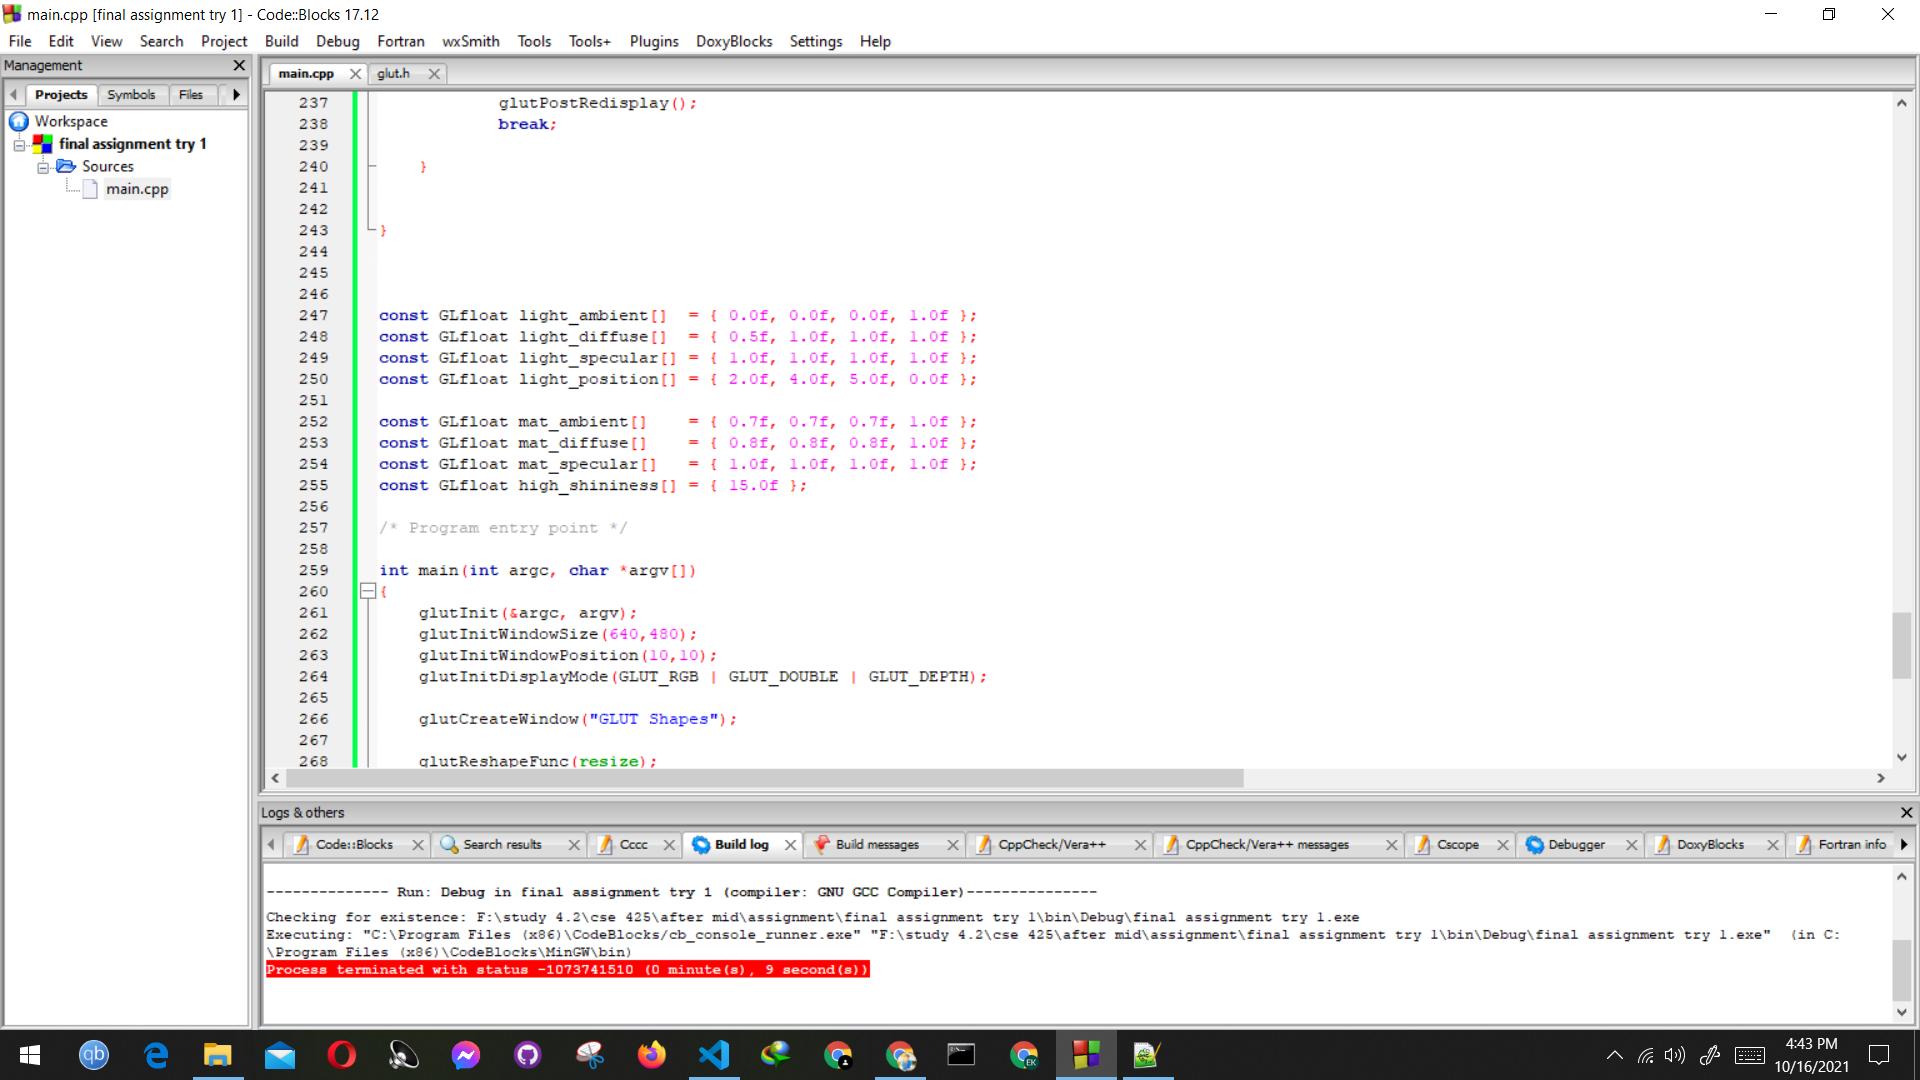 main.cpp [final assignment try 1] - Code::Blocks 17.12
File Edit View Search Project Build Debug Fortran wxSmith Tools Tools+ Plugins DoxyBlocks Settings Help
Management
Projects Symbols Files
Workspace
final assignment try 1
Sources
main.cpp
main.cpp glut.h
237 glutPostRedisplay();
238 break;
239
240 }
241
242
243 }
244
245
246
247 const GLfloat light_ambient[] = { 0.0f, 0.0f, 0.0f, 1.0f };
248 const GLfloat light_diffuse[] = { 0.5f, 1.0f, 1.0f, 1.0f };
249 const GLfloat light_specular[] = { 1.0f, 1.0f, 1.0f, 1.0f };
250 const GLfloat light_position[] = { 2.0f, 4.0f, 5.0f, 0.0f };
251
252 const GLfloat mat_ambient[] = { 0.7f, 0.7f, 0.7f, 1.0f };
253 const GLfloat mat_diffuse[] = { 0.8f, 0.8f, 0.8f, 1.0f };
254 const GLfloat mat_specular[] = { 1.0f, 1.0f, 1.0f, 1.0f };
255 const GLfloat high_shininess[] = { 15.0f };
256
257 /* Program entry point */
258
259 int main(int argc, char *argv[])
260 {
261 glutInit(&argc, argv);
262 glutInitWindowSize(640,480);
263 glutInitWindowPosition(10,10);
264 glutInitDisplayMode(GLUT_RGB | GLUT_DOUBLE | GLUT_DEPTH);
265
266 glutCreateWindow("GLUT Shapes");
267
268 glutReshapeFunc(resize);
Logs & others
Code::Blocks Search results Cccc Build log Build messages CppCheck/Vera++ CppCheck/Vera++ messages Cscope Debugger DoxyBlocks Fortran info
-------------- Run: Debug in final assignment try 1 (compiler: GNU GCC Compiler)---------------
Checking for existence: F:\study 4.2\cse 425\after mid\assignment\final assignment try 1\bin\Debug\final assignment try 1.exe
Executing: "C:\Program Files (x86)\CodeBlocks/cb_console_runner.exe" "F:\study 4.2\cse 425\after mid\assignment\final assignment try 1\bin\Debug\final assignment try 1.exe" (in C:
\Program Files (x86)\CodeBlocks\MinGW\bin)
Process terminated with status -1073741510 (0 minute(s), 9 second(s))
qb
EK
4:43 PM
10/16/2021